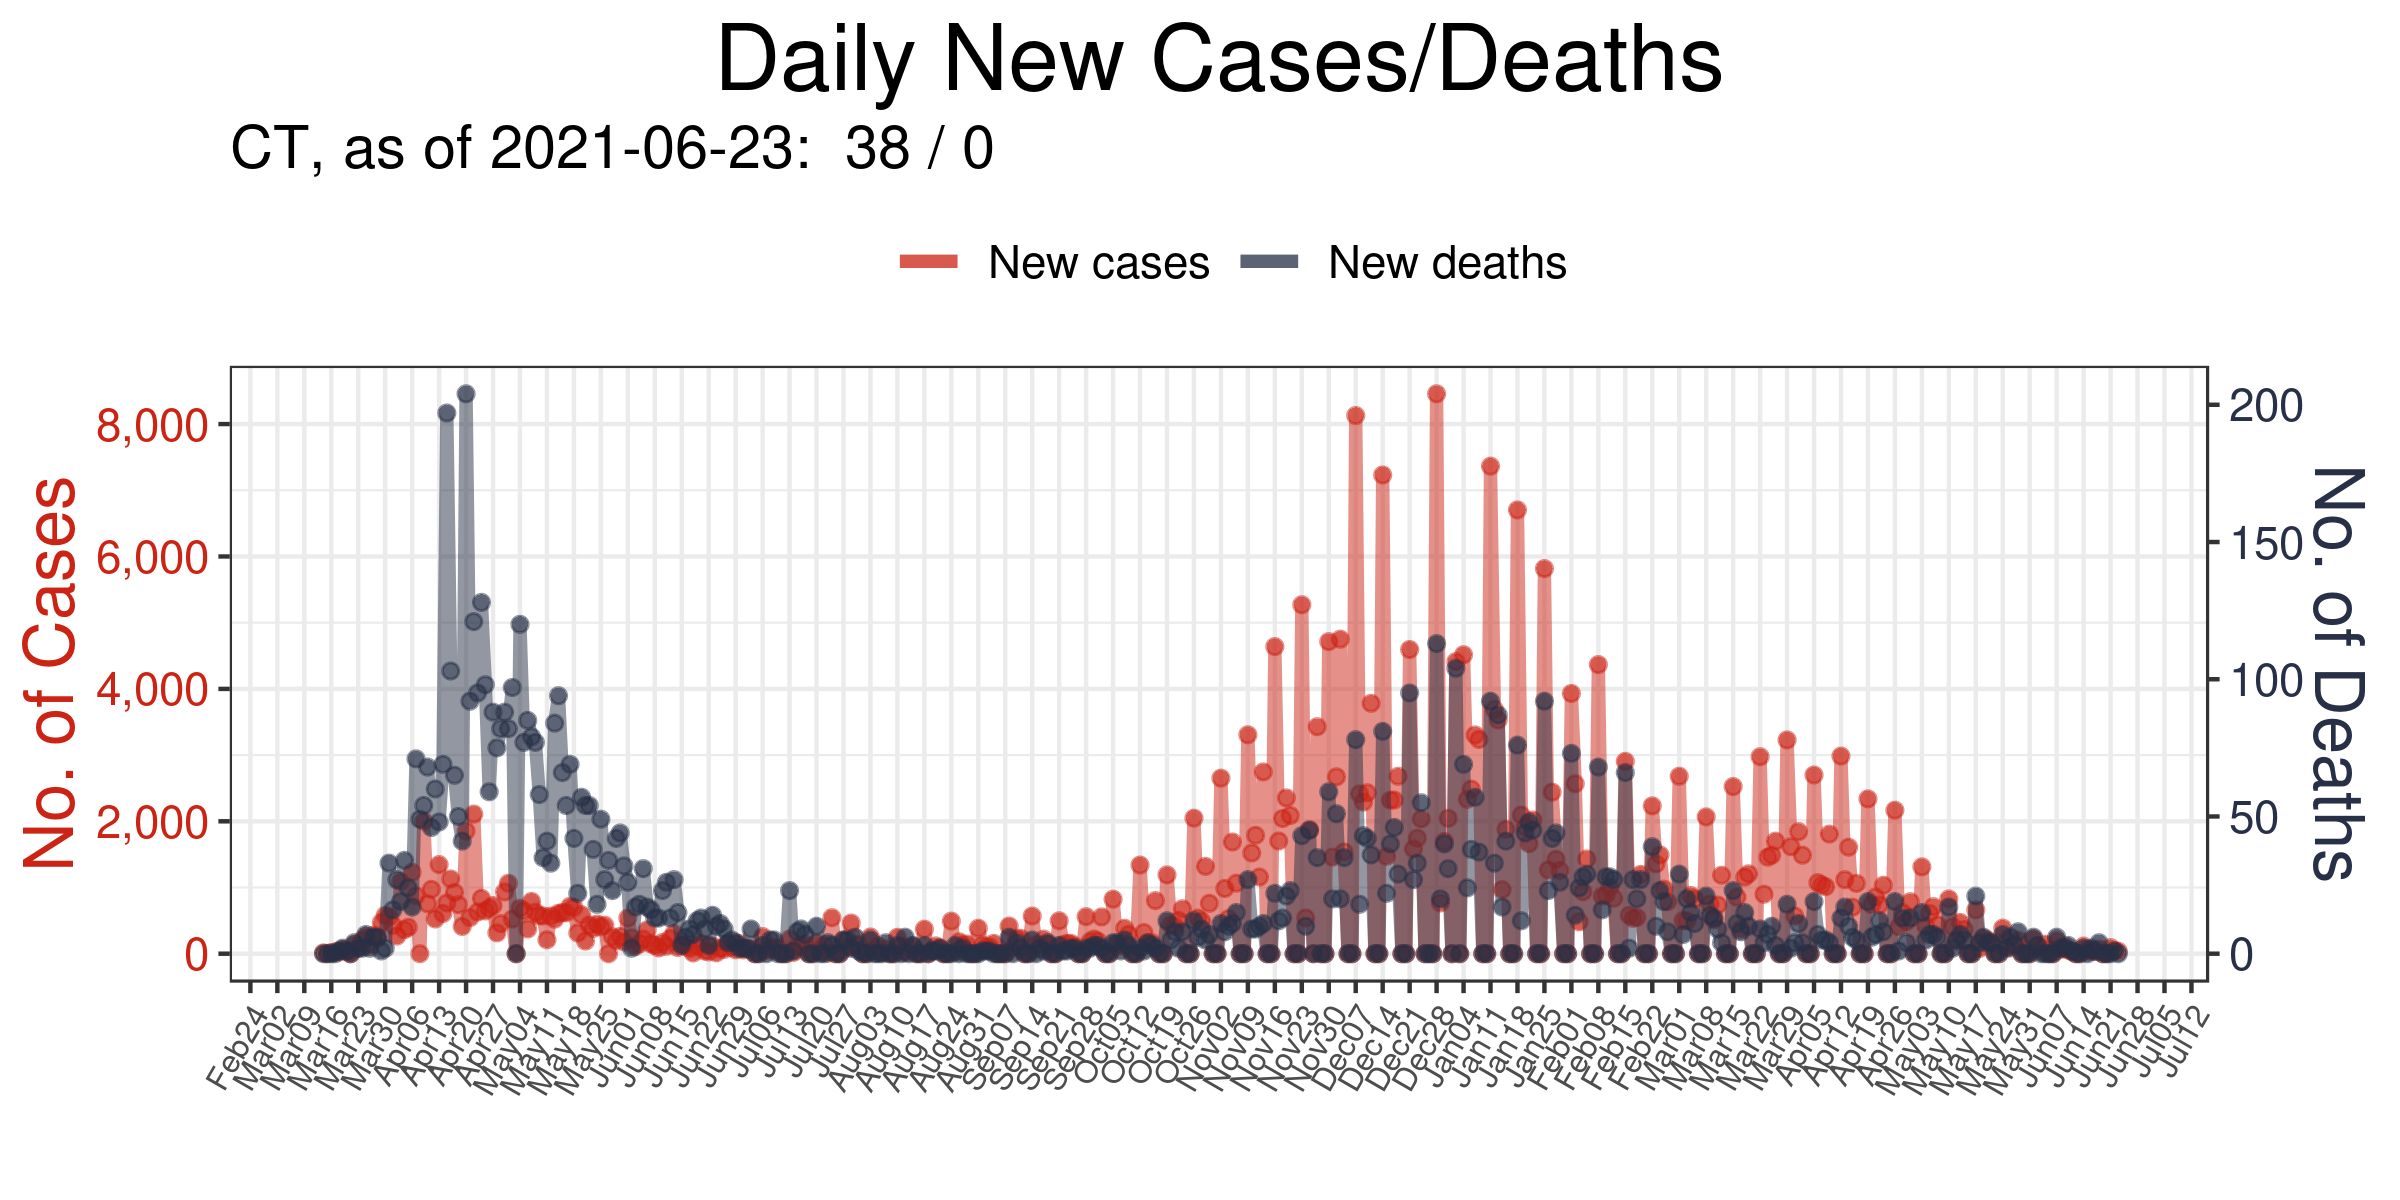 Daily New Cases/Deaths
CT, as of 2021-06-23: 38 / 0
New cases
New deaths
No. of Cases
8,000
6,000
4,000
2,000
0
200
150
100
50
0
No. of Deaths
Feb24
Mar02
Mar09
Mar16
Mar23
Mar30
Apr06
Apr13
Apr20
Apr27
May04
May11
May18
May25
Jun01
Jun08
Jun15
Jun22
Jun29
Jul06
Jul13
Jul20
Jul27
Aug03
Aug10
Aug17
Aug24
Aug31
Sep07
Sep14
Sep21
Sep28
Oct05
Oct12
Oct19
Oct26
Nov02
Nov09
Nov16
Nov23
Nov30
Dec07
Dec14
Dec21
Dec28
Jan04
Jan11
Jan18
Jan25
Feb01
Feb08
Feb15
Feb22
Mar01
Mar08
Mar15
Mar22
Mar29
Apr05
Apr12
Apr19
Apr26
May03
May10
May17
May24
May31
Jun07
Jun14
Jun21
Jun28
Jul05
Jul12